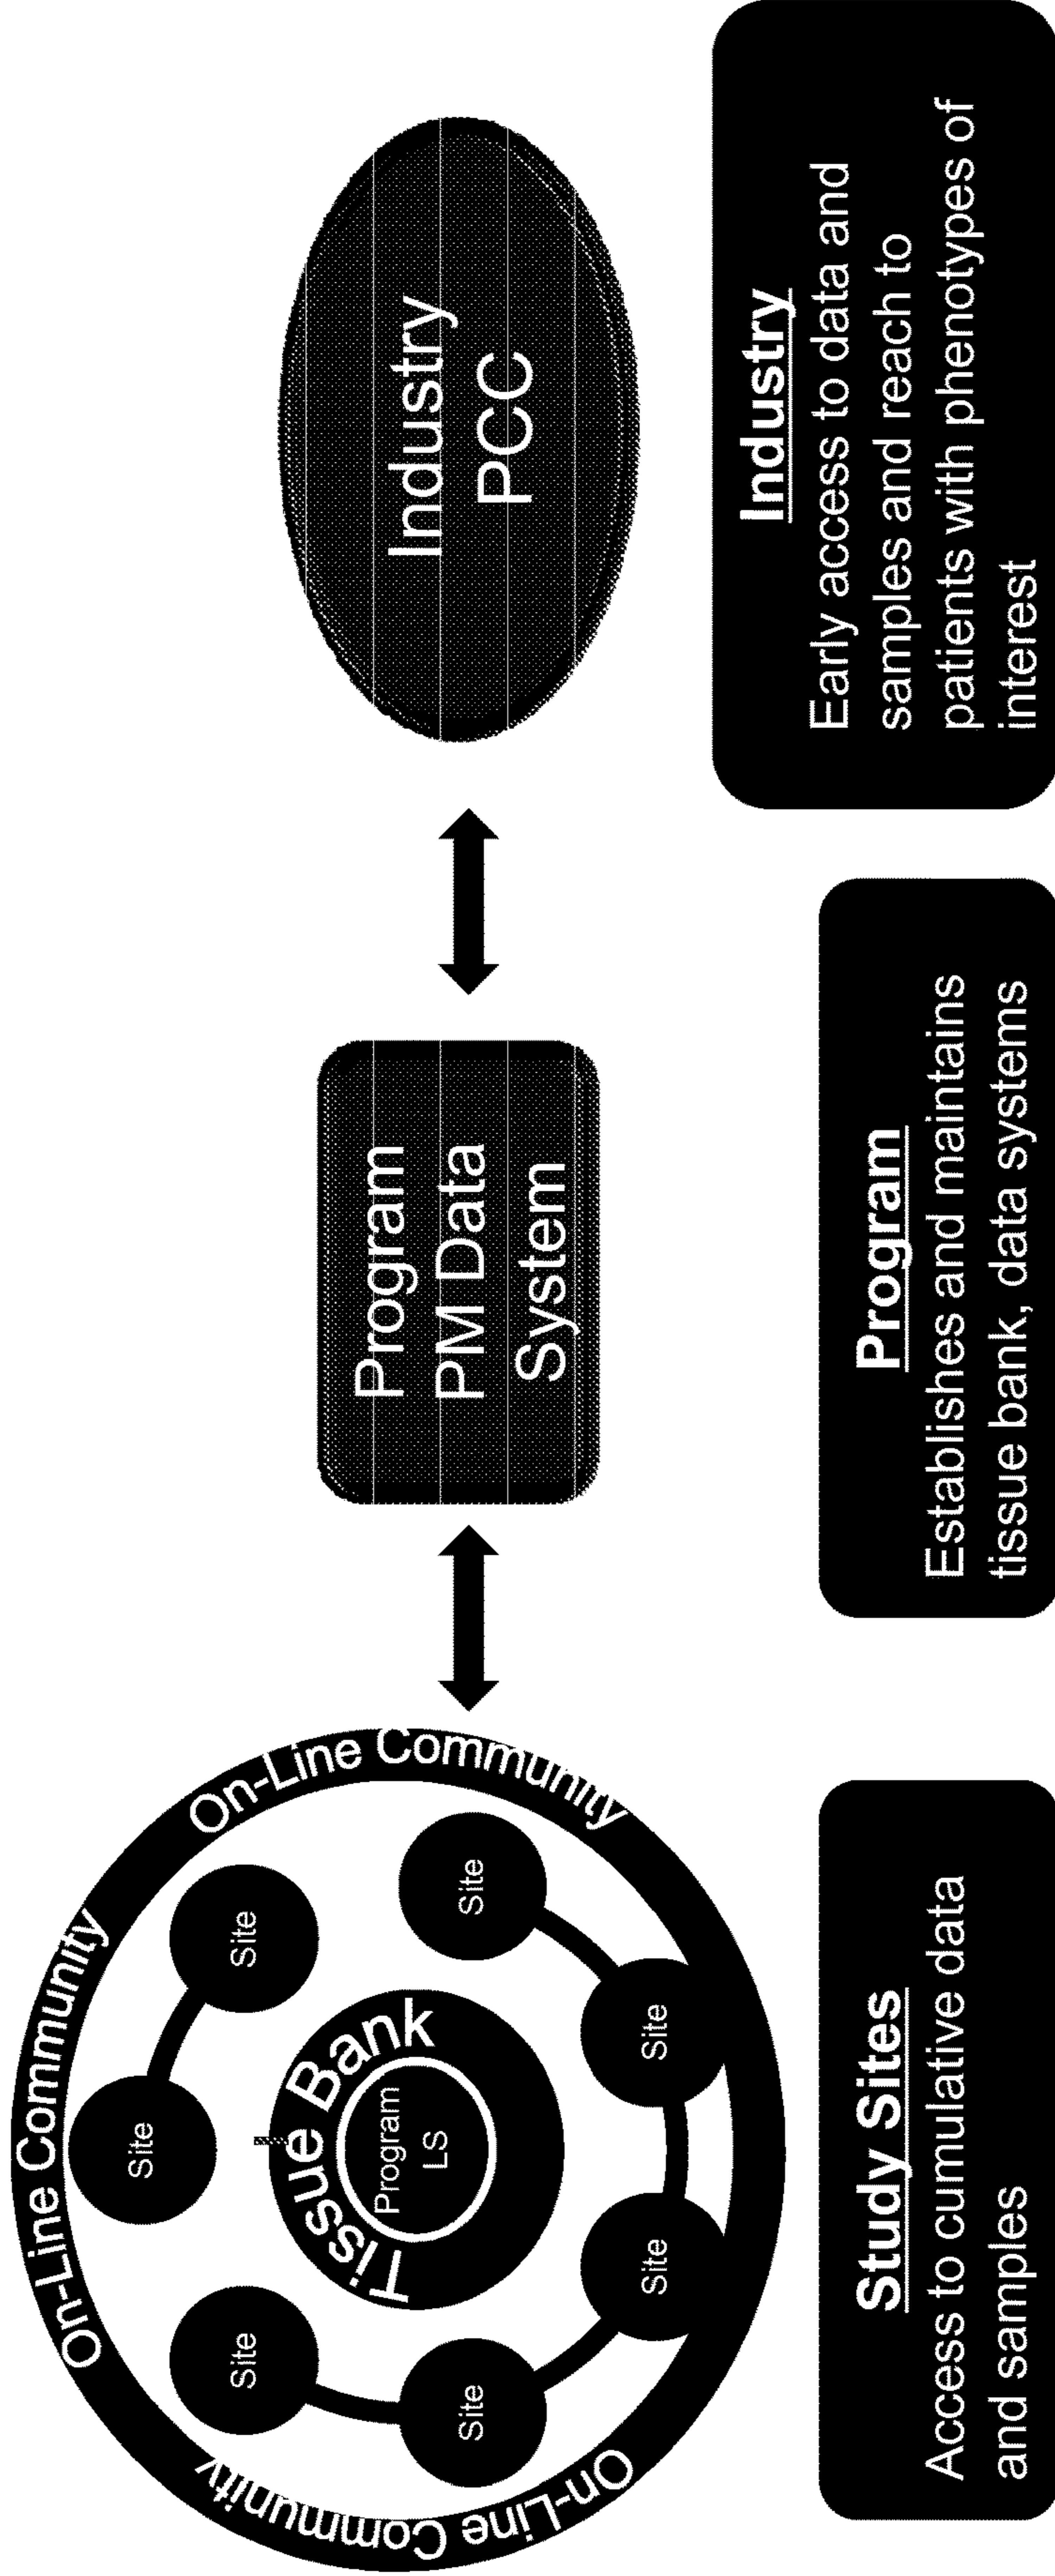 On-Line Community
On-Line Community
On-Line Community
On-Line Community
Site
Site
Site
Site
Site
Site
Site
Tissue Bank
Program
LS
Program
PM Data
System
Industry
PCC
Study Sites
Access to cumulative data
and samples
Program
Establishes and maintains
tissue bank, data systems
Industry
Early access to data and
samples and reach to
patients with phenotypes of
interest